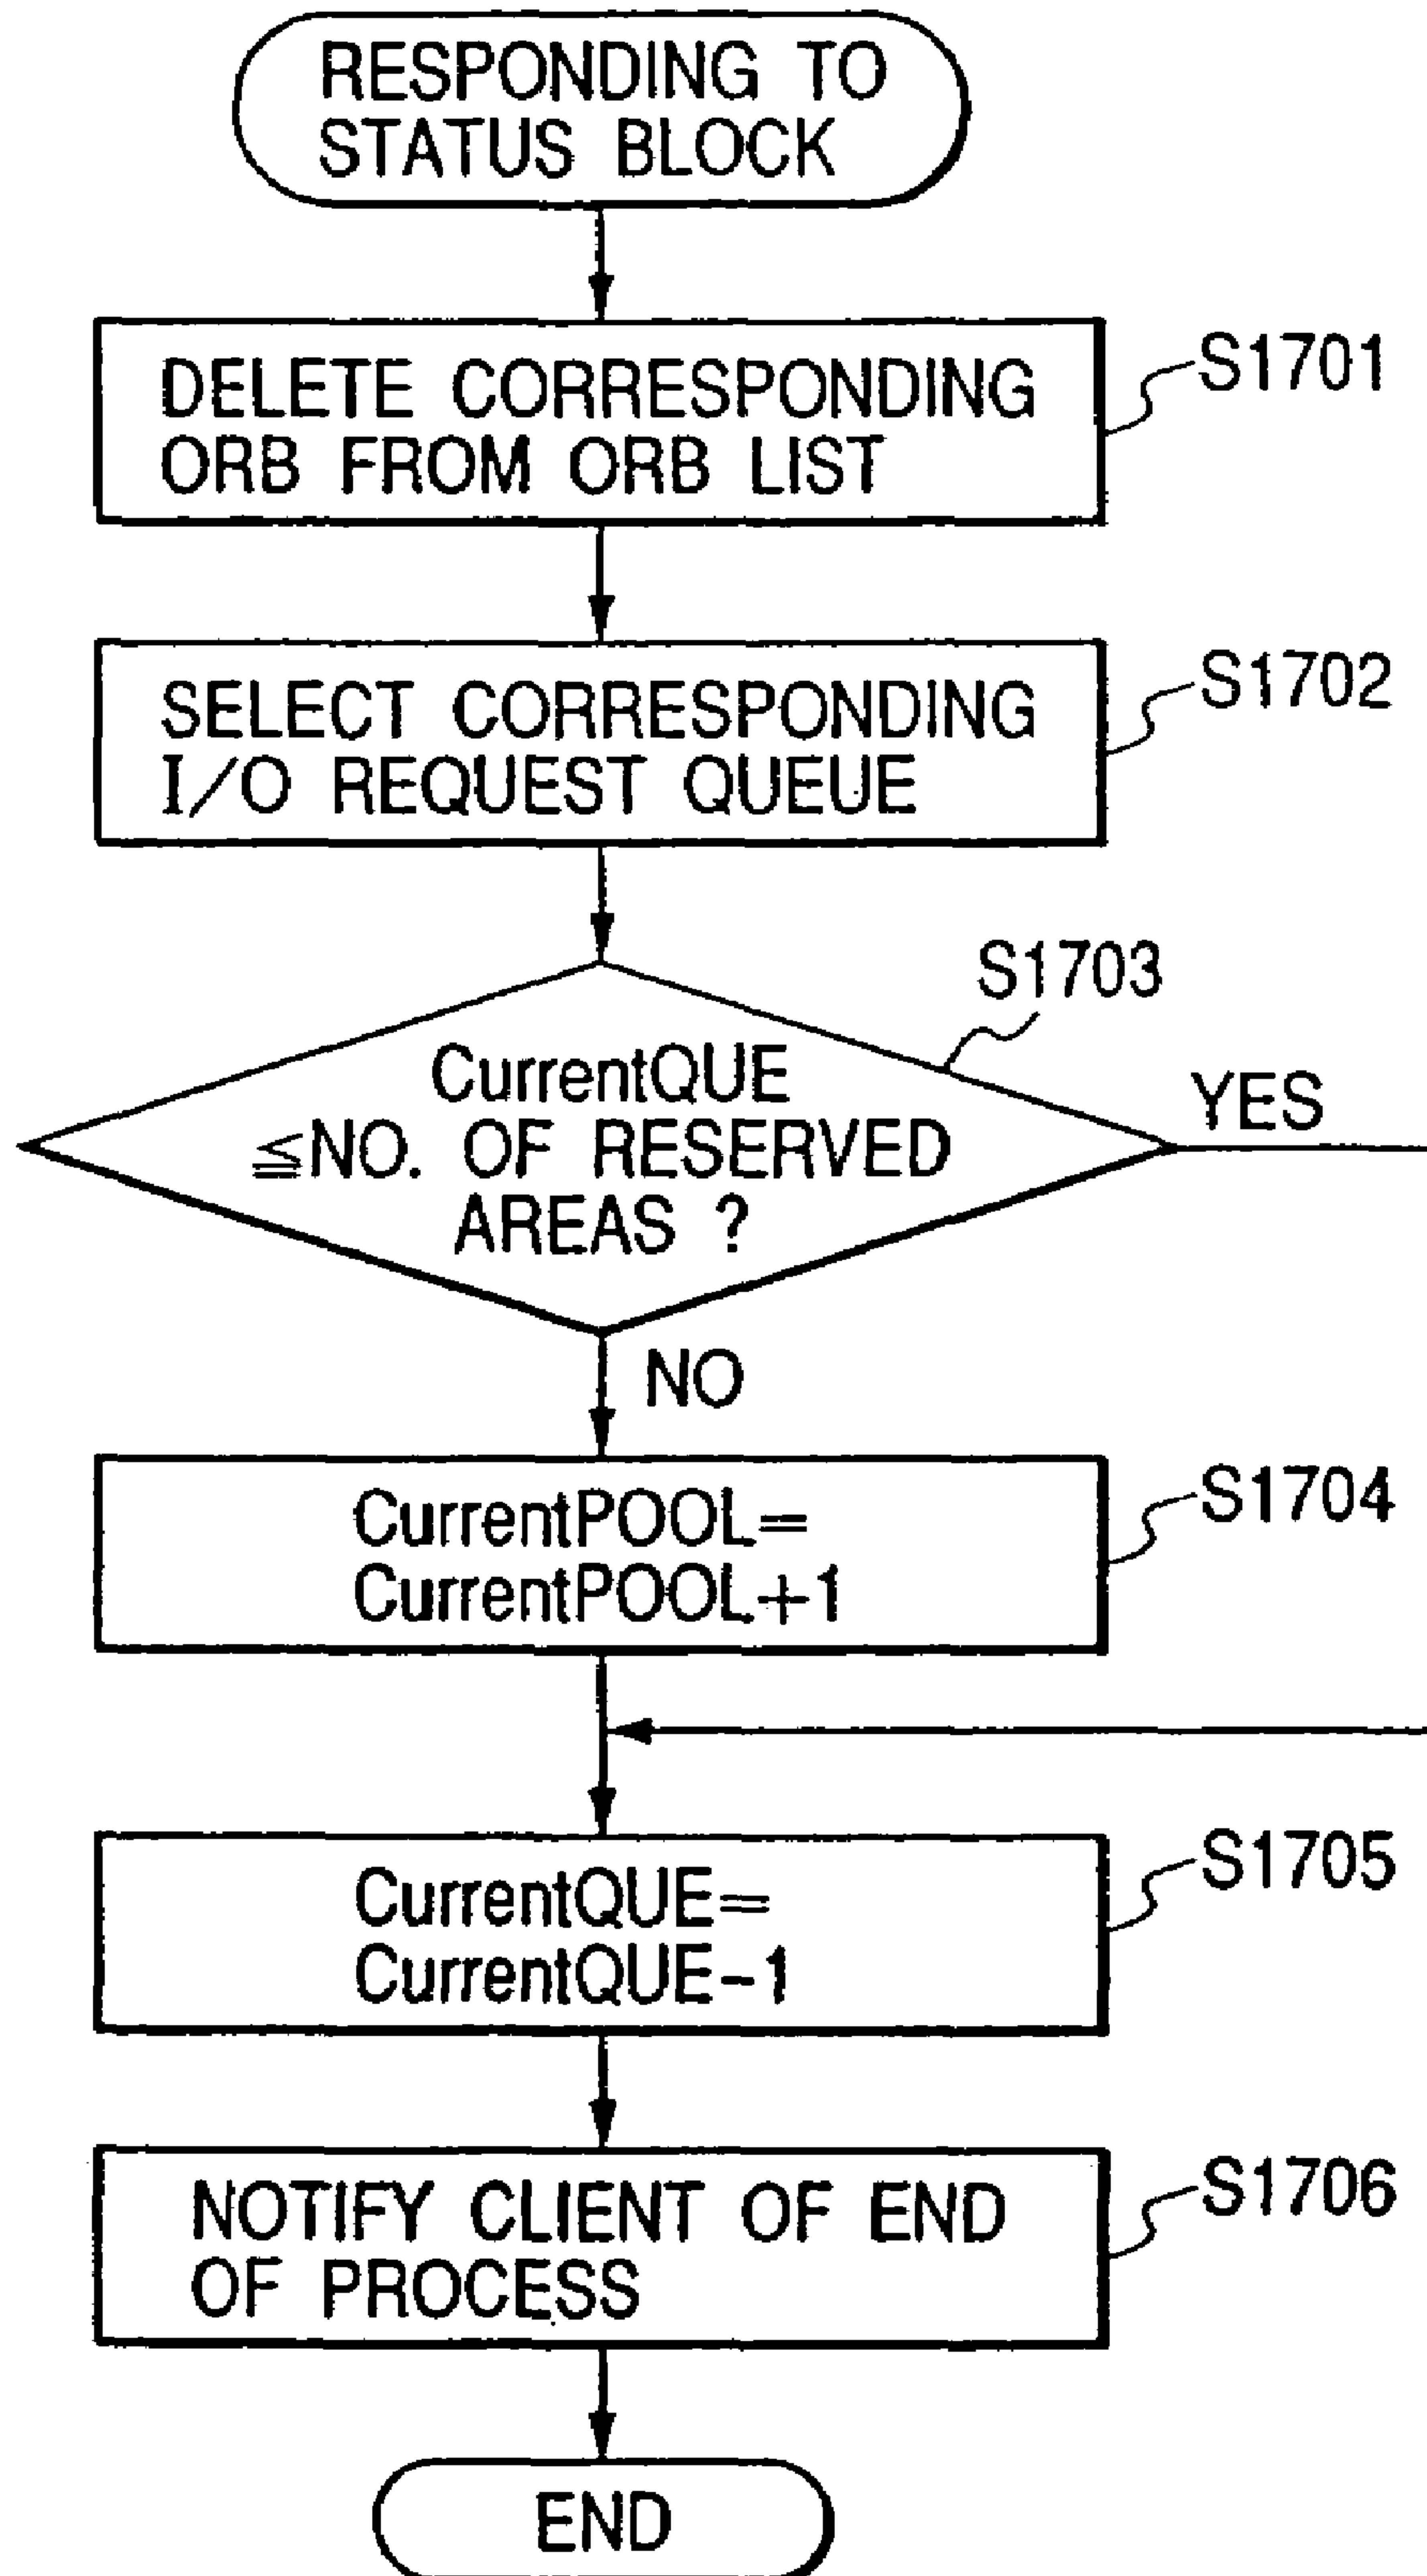 RESPONDING TO
STATUS BLOCK
DELETE CORRESPONDING
ORB FROM ORB LIST
S1701
SELECT CORRESPONDING
I/O REQUEST QUEUE
S1702
S1703
CurrentQUE
≦NO. OF RESERVED
AREAS ?
YES
NO
CurrentPOOL=
CurrentPOOL+1
S1704
CurrentQUE=
CurrentQUE-1
S1705
NOTIFY CLIENT OF END
OF PROCESS
S1706
END